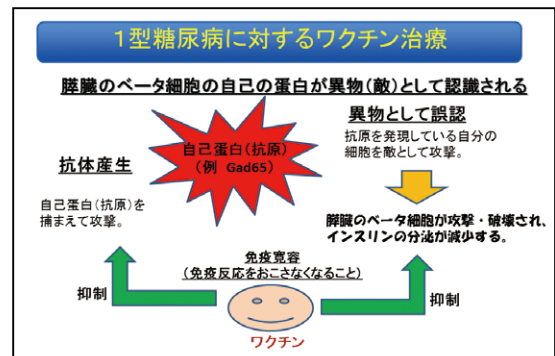 1型糖尿病に対するワクチン治療
膵臓のベータ細胞の自己の蛋白が異物(敵)として認識される
異物として誤認
抗原を発現している自分の
細胞を敵として攻撃。
自己蛋白(抗原)
(例 Gad65)
抗体産生
自己蛋白(抗原)を
捕まえて攻撃。
膵臓のベータ細胞が攻撃・破壊され、
インスリンの分泌が減少する。
免疫寛容
(免疫反応をおこさなくなること)
抑制
抑制
ワクチン